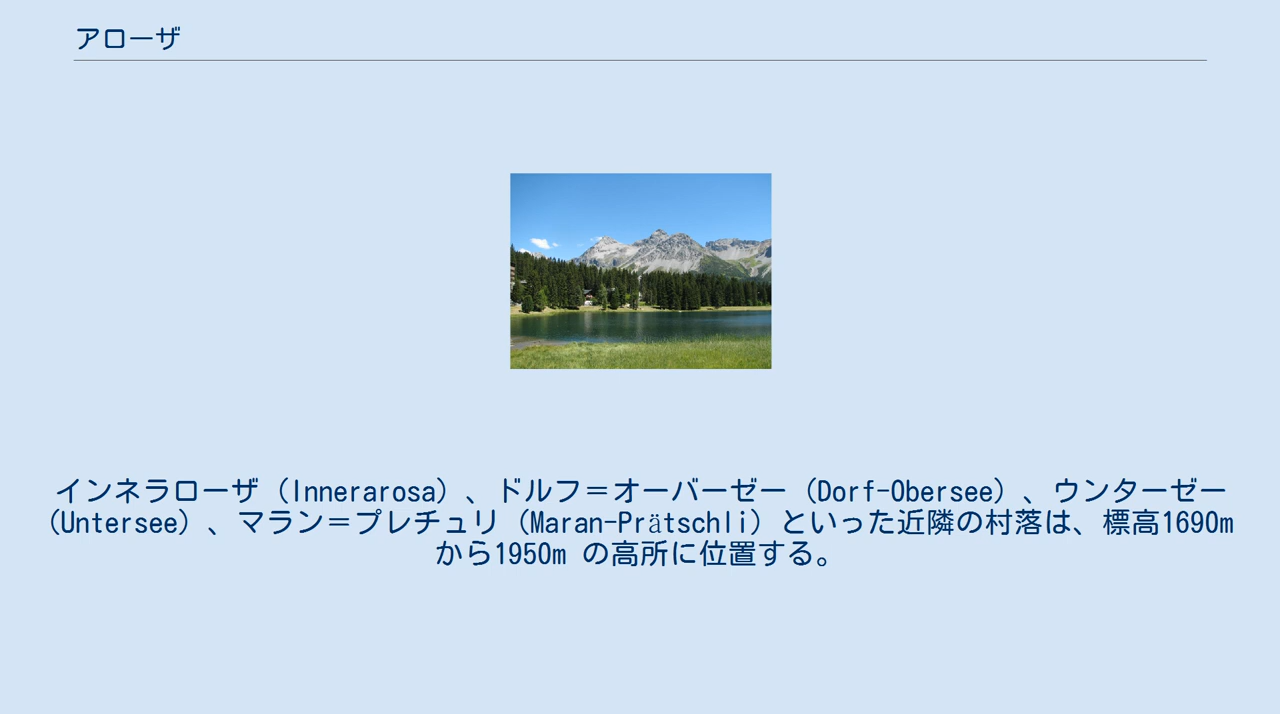 アローザ
インネラローザ（Innerarosa）、ドルフ＝オーバーゼー（Dorf-Obersee）、ウンターゼー
（Untersee）、マラン＝プレチュリ（Maran-Prätschli）といった近隣の村落は、標高1690m
から1950m の高所に位置する。